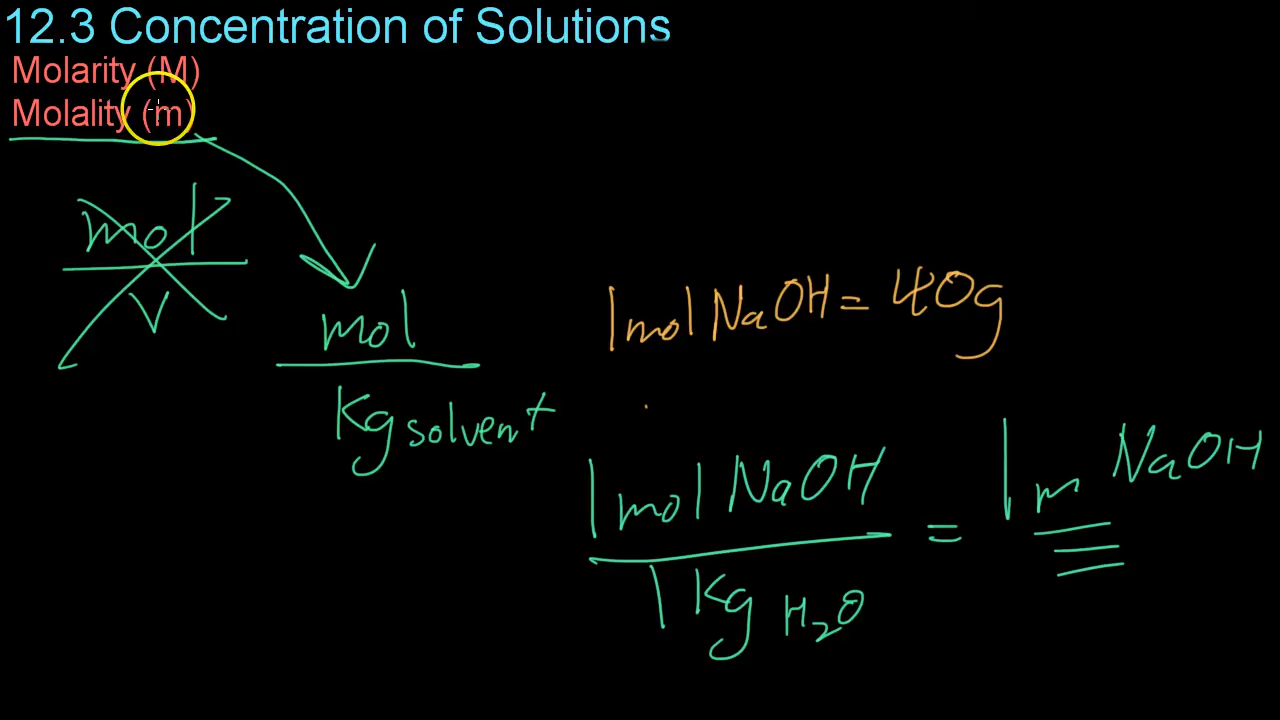 12.3 Concentration of Solutions
Molarity (M)
Molality (m)
mol
V
mol
Kg solvent
1 mol NaOH = 40g
1 mol NaOH
1 Kg H₂O
= 1 m NaOH